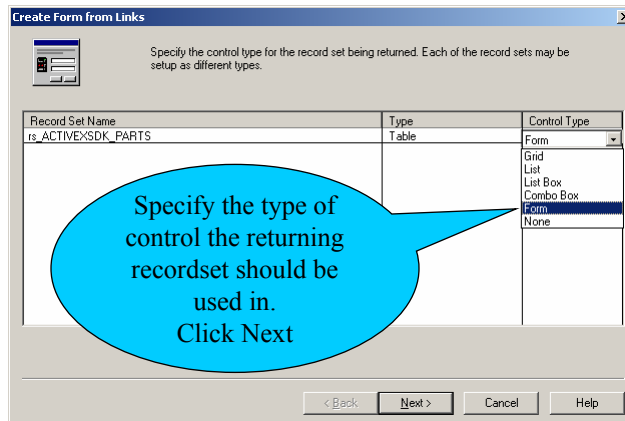 Create Form from Links
Specify the control type for the record set being returned. Each of the record sets may be
setup as different types.
Record Set Name Type Control Type
rs_ACTIVEXSDK_PARTS Table Form
Grid
List
List Box
Combo Box
Form
None
Specify the type of
control the returning
recordset should be
used in.
Click Next
< Back Next > Cancel Help